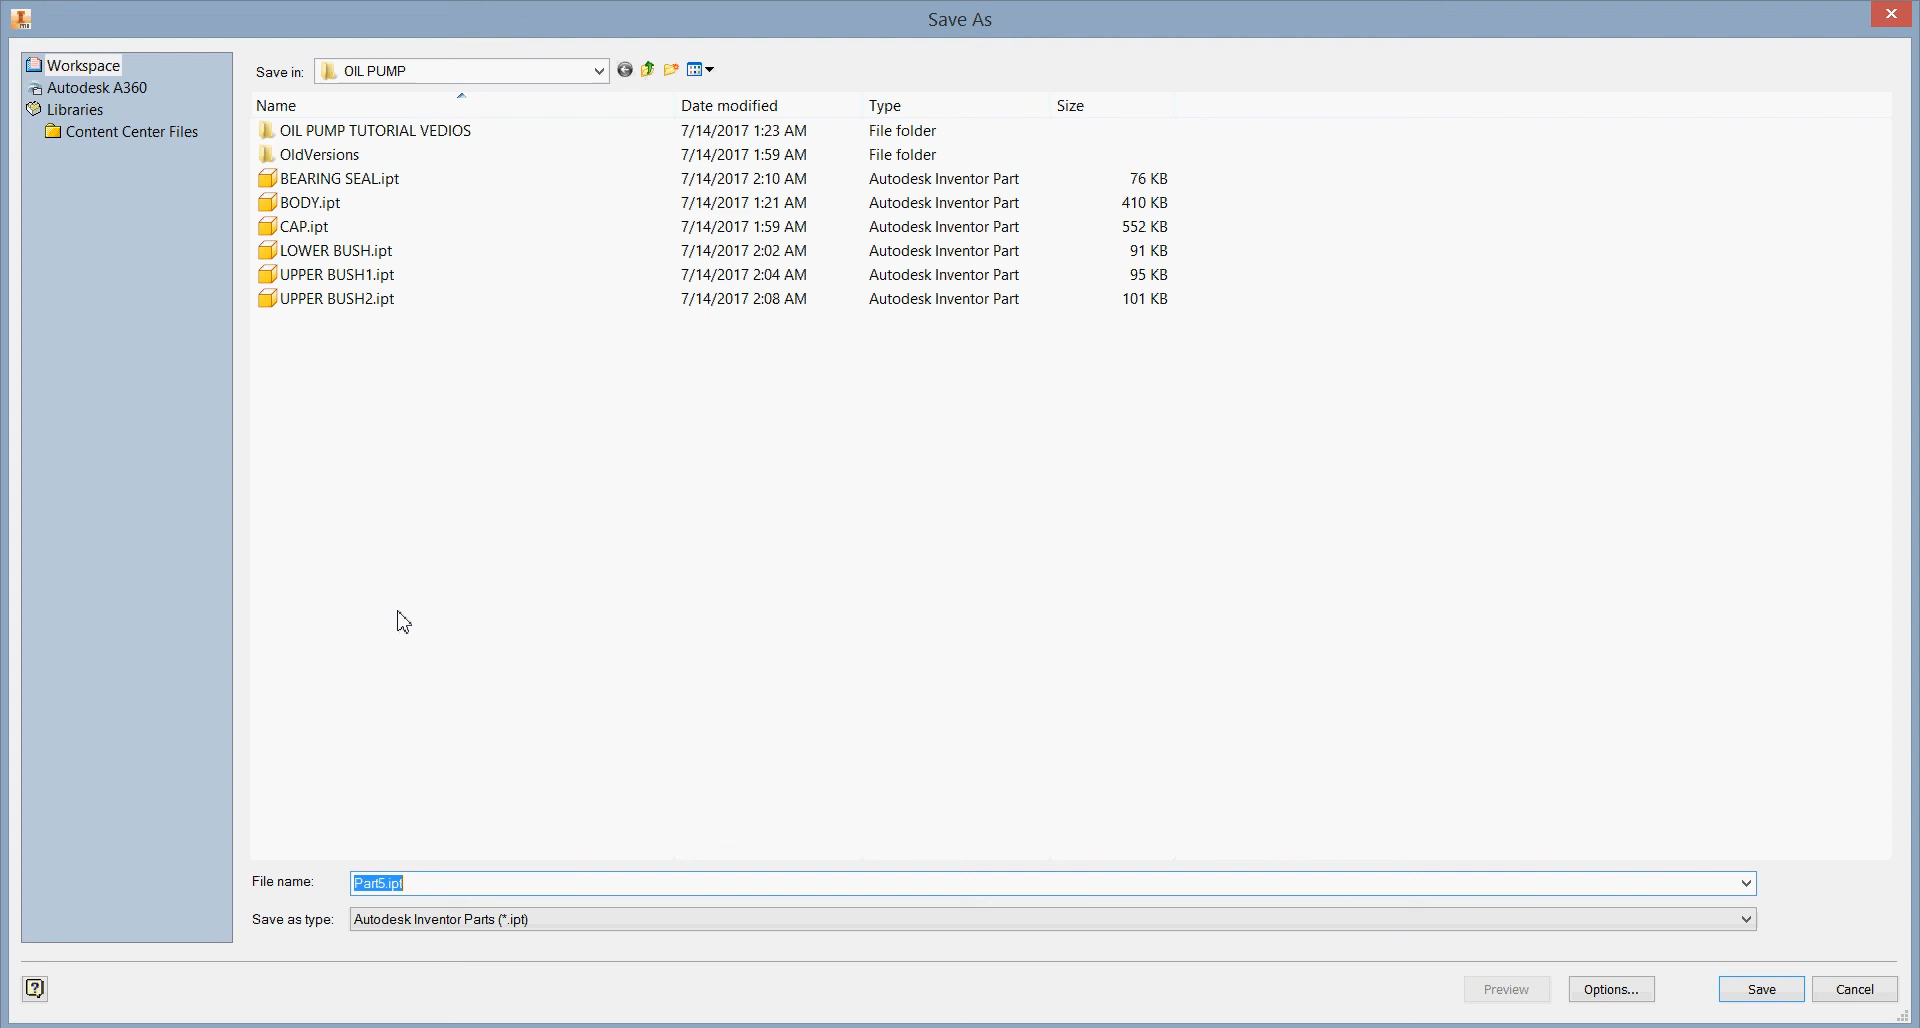 Save As
Workspace
Autodesk A360
Libraries
Content Center Files
Save in: OIL PUMP
Name Date modified Type Size
OIL PUMP TUTORIAL VEDIOS 7/14/2017 1:23 AM File folder
OldVersions 7/14/2017 1:59 AM File folder
BEARING SEAL.ipt 7/14/2017 2:10 AM Autodesk Inventor Part 76 KB
BODY.ipt 7/14/2017 1:21 AM Autodesk Inventor Part 410 KB
CAP.ipt 7/14/2017 1:59 AM Autodesk Inventor Part 552 KB
LOWER BUSH.ipt 7/14/2017 2:02 AM Autodesk Inventor Part 91 KB
UPPER BUSH1.ipt 7/14/2017 2:04 AM Autodesk Inventor Part 95 KB
UPPER BUSH2.ipt 7/14/2017 2:08 AM Autodesk Inventor Part 101 KB
File name: Part5.ipt
Save as type: Autodesk Inventor Parts (*.ipt)
Preview Options... Save Cancel